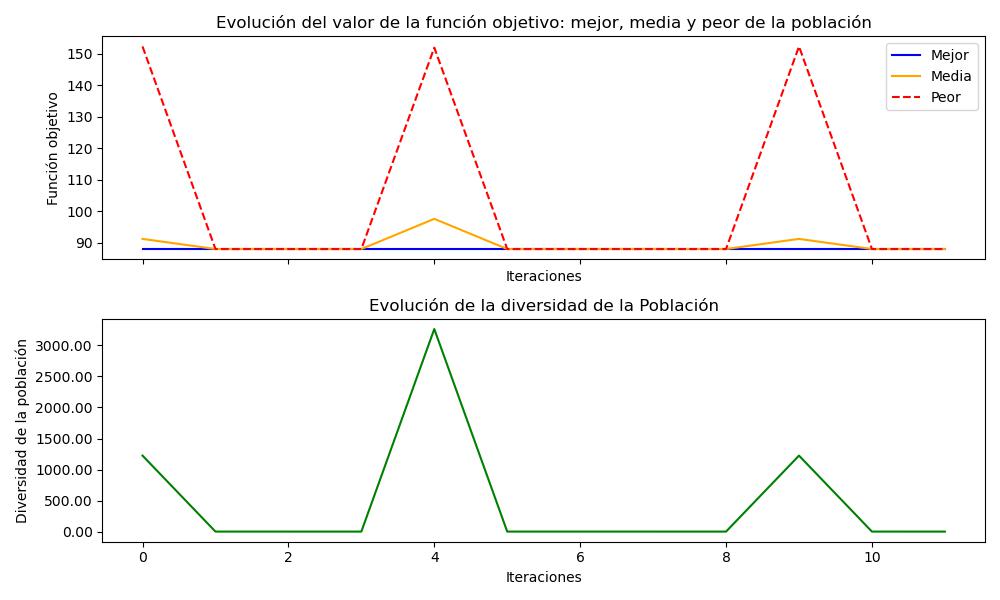 Evolución del valor de la función objetivo: mejor, media y peor de la población
Función objetivo
150
140
130
120
110
100
90
Mejor
Media
Peor
Iteraciones
Evolución de la diversidad de la Población
Diversidad de la población
3000.00
2500.00
2000.00
1500.00
1000.00
500.00
0.00
0 2 4 6 8 10
Iteraciones